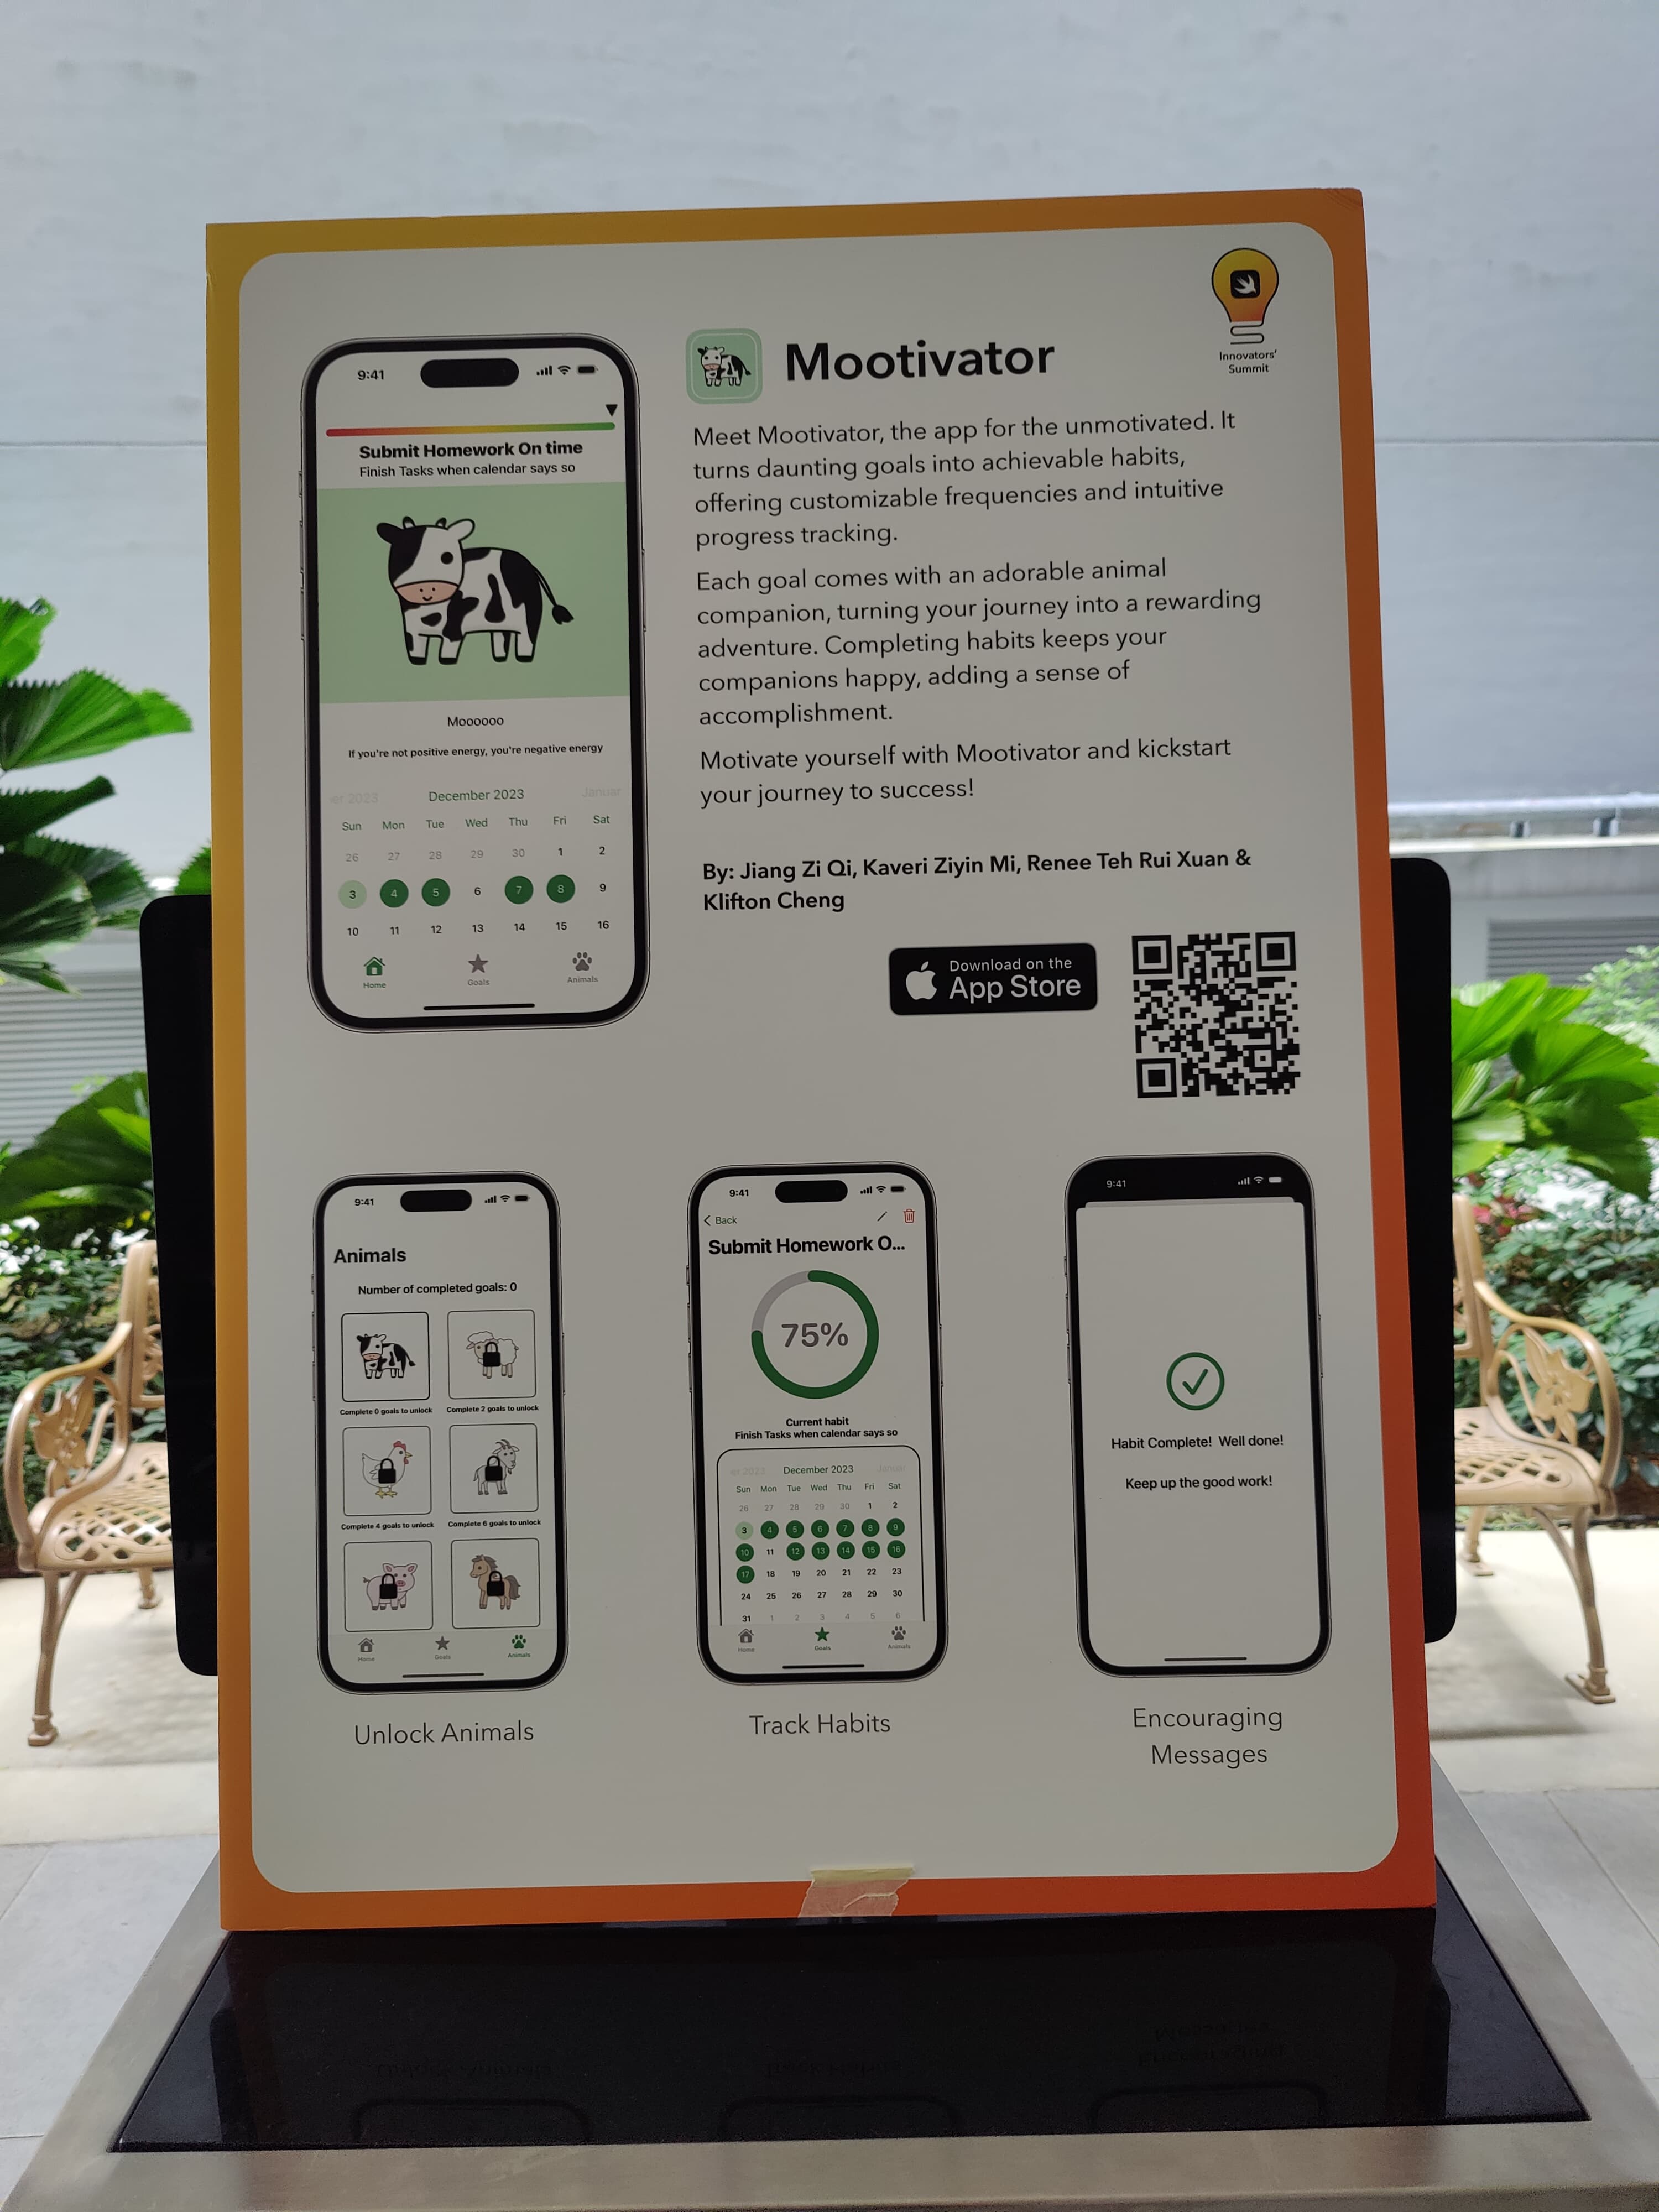 Innovators'
Summit
Mootivator
Meet Mootivator, the app for the unmotivated. It
turns daunting goals into achievable habits,
offering customizable frequencies and intuitive
progress tracking.
Each goal comes with an adorable animal
companion, turning your journey into a rewarding
adventure. Completing habits keeps your
companions happy, adding a sense of
accomplishment.
Motivate yourself with Mootivator and kickstart
your journey to success!
By: Jiang Zi Qi, Kaveri Ziyin Mi, Renee Teh Rui Xuan &
Klifton Cheng
Download on the
App Store
9:41
Submit Homework On time
Finish Tasks when calendar says so
Moooooo
If you're not positive energy, you're negative energy
er 2023 December 2023 Januar
Sun Mon Tue Wed Thu Fri Sat
26 27 28 29 30 1 2
3 4 5 6 7 8 9
10 11 12 13 14 15 16
Home Goals Animals
9:41
Animals
Number of completed goals: 0
Complete 0 goals to unlock Complete 2 goals to unlock
Complete 4 goals to unlock Complete 6 goals to unlock
Home Goals Animals
Unlock Animals
9:41
Back
Submit Homework O...
75%
Current habit
Finish Tasks when calendar says so
er 2023 December 2023 Januar
Sun Mon Tue Wed Thu Fri Sat
26 27 28 29 30 1 2
3 4 5 6 7 8 9
10 11 12 13 14 15 16
17 18 19 20 21 22 23
24 25 26 27 28 29 30
31 1 2 3 4 5 6
Home Goals Animals
Track Habits
9:41
Habit Complete! Well done!
Keep up the good work!
Encouraging
Messages